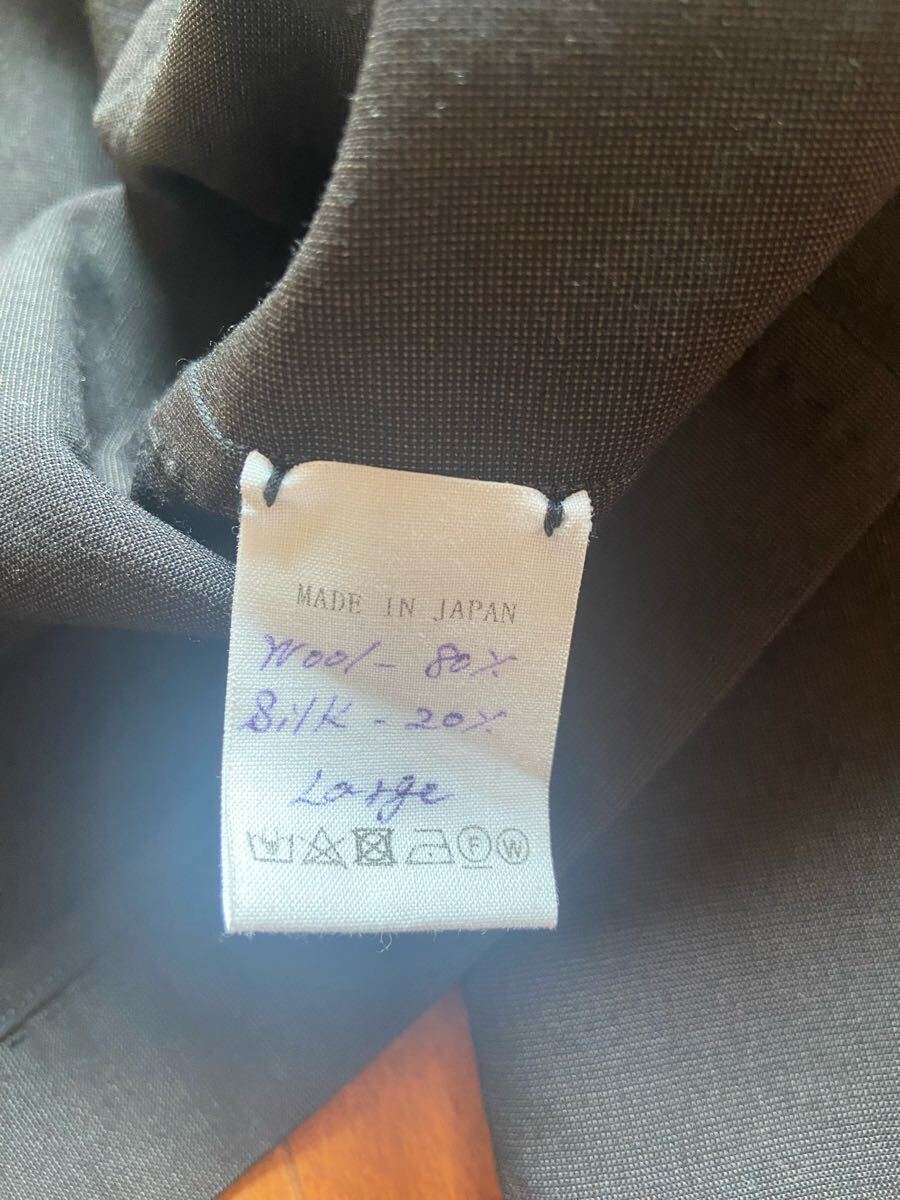 MADE IN JAPAN
Wool - 80%
Silk - 20%
Large
F W